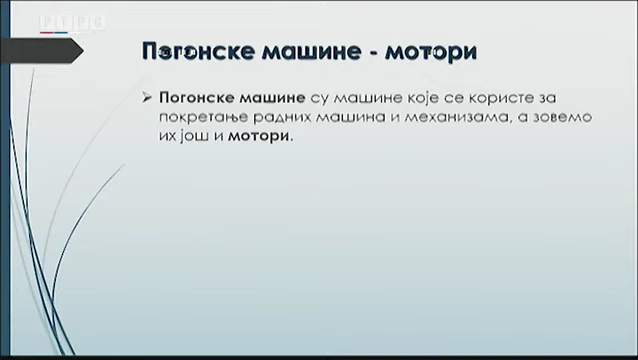 РТРС
Погонске машине - мотори
Погонске машине су машине које се користе за
покретање радних машина и механизама, а зовемо
их још и мотори.